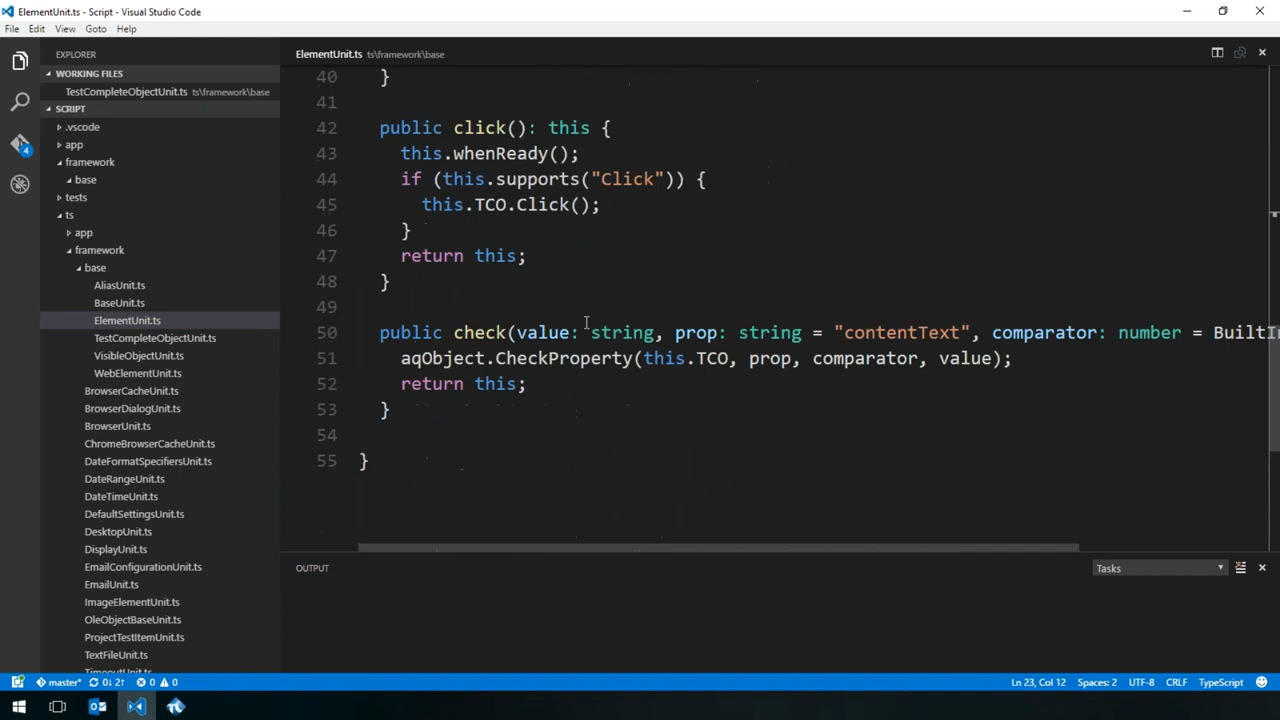 ElementUnit.ts - Script - Visual Studio Code
File Edit View Goto Help
EXPLORER
WORKING FILES
TestCompleteObjectUnit.ts ts\framework\base
SCRIPT
.vscode
app
framework
base
tests
ts
app
framework
base
AliasUnit.ts
BaseUnit.ts
ElementUnit.ts
TestCompleteObjectUnit.ts
VisibleObjectUnit.ts
WebElementUnit.ts
BrowserCacheUnit.ts
BrowserDialogUnit.ts
BrowserUnit.ts
ChromeBrowserCacheUnit.ts
DateFormatSpecifiersUnit.ts
DateRangeUnit.ts
DateTimeUnit.ts
DefaultSettingsUnit.ts
DesktopUnit.ts
DisplayUnit.ts
EmailConfigurationUnit.ts
EmailUnit.ts
ImageElementUnit.ts
OleObjectBaseUnit.ts
ProjectTestItemUnit.ts
TextFileUnit.ts
TimeoutUnit.ts
4
ElementUnit.ts ts\framework\base
40 }
41
42 public click(): this {
43 this.whenReady();
44 if (this.supports("Click")) {
45 this.TCO.Click();
46 }
47 return this;
48 }
49
50 public check(value: string, prop: string = "contentText", comparator: number = BuiltIn
51 aqObject.CheckProperty(this.TCO, prop, comparator, value);
52 return this;
53 }
54
55 }
OUTPUT
Tasks
master* 0↓ 2↑ 0 0
Ln 23, Col 12 Spaces: 2 UTF-8 CRLF TypeScript